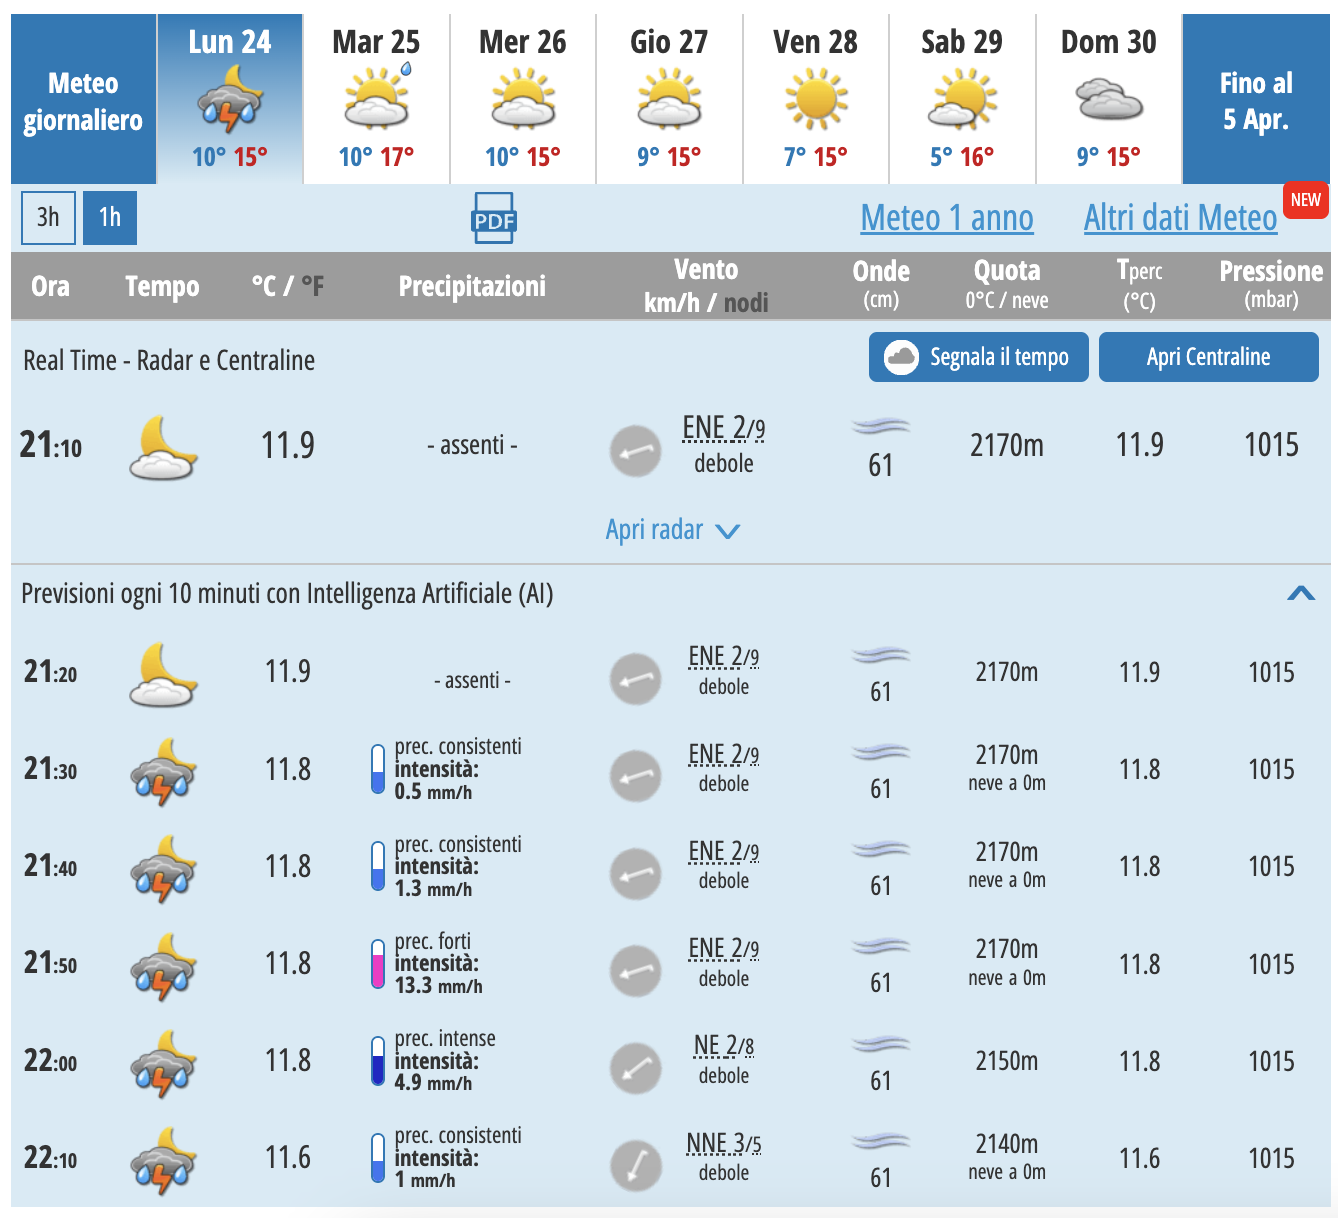 Meteo giornaliero
Lun 24 Mar 25 Mer 26 Gio 27 Ven 28 Sab 29 Dom 30
10° 15° 10° 17° 10° 15° 9° 15° 7° 15° 5° 16° 9° 15°
Fino al
5 Apr.
3h 1h PDF Meteo 1 anno Altri dati Meteo NEW
Ora Tempo °C / °F Precipitazioni Vento km/h / nodi Onde (cm) Quota 0°C / neve Tperc (°C) Pressione (mbar)
Real Time - Radar e Centraline Segnala il tempo Apri Centraline
21:10 11.9 - assenti - ENE 2/9 debole 61 2170m 11.9 1015
Apri radar
Previsioni ogni 10 minuti con Intelligenza Artificiale (AI)
21:20 11.9 - assenti - ENE 2/9 debole 61 2170m 11.9 1015
21:30 11.8 prec. consistenti intensità: 0.5 mm/h ENE 2/9 debole 61 2170m neve a 0m 11.8 1015
21:40 11.8 prec. consistenti intensità: 1.3 mm/h ENE 2/9 debole 61 2170m neve a 0m 11.8 1015
21:50 11.8 prec. forti intensità: 13.3 mm/h ENE 2/9 debole 61 2170m neve a 0m 11.8 1015
22:00 11.8 prec. intense intensità: 4.9 mm/h NE 2/8 debole 61 2150m 11.8 1015
22:10 11.6 prec. consistenti intensità: 1 mm/h NNE 3/5 debole 61 2140m neve a 0m 11.6 1015